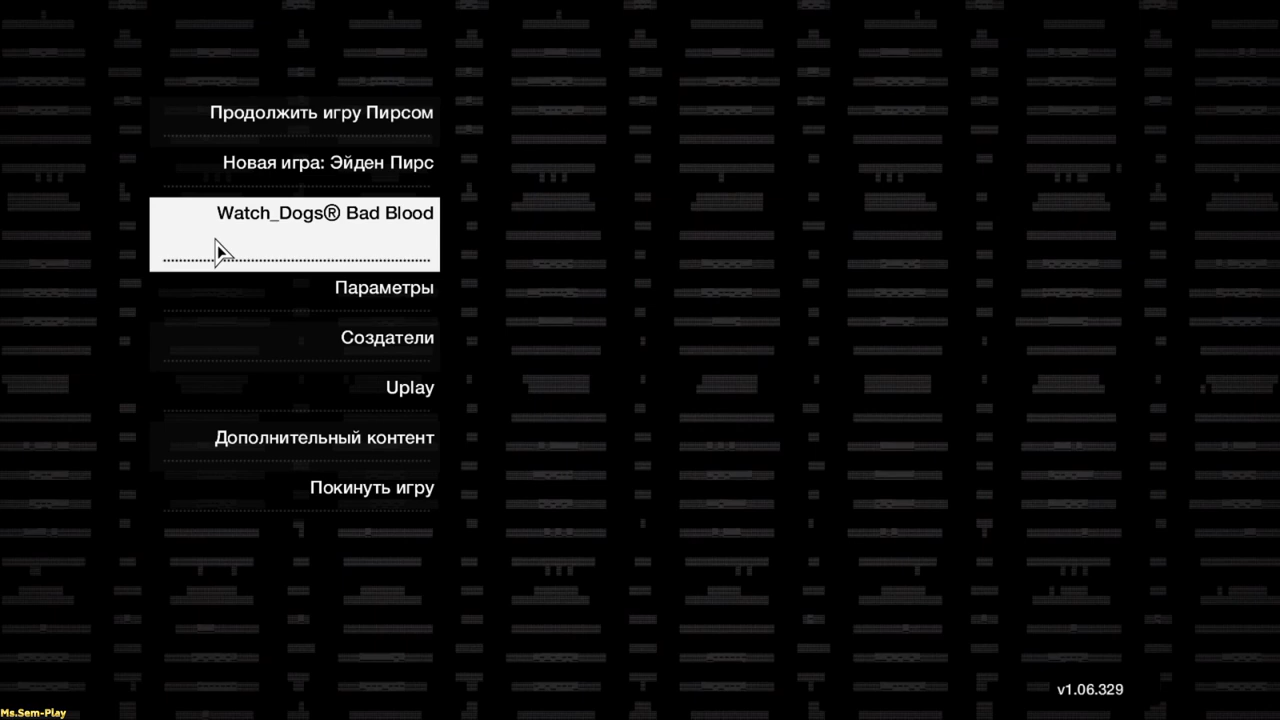 Продолжить игру Пирсом
Новая игра: Эйден Пирс
Watch_Dogs® Bad Blood
Параметры
Создатели
Uplay
Дополнительный контент
Покинуть игру
v1.06.329
Ms.Sem-Play